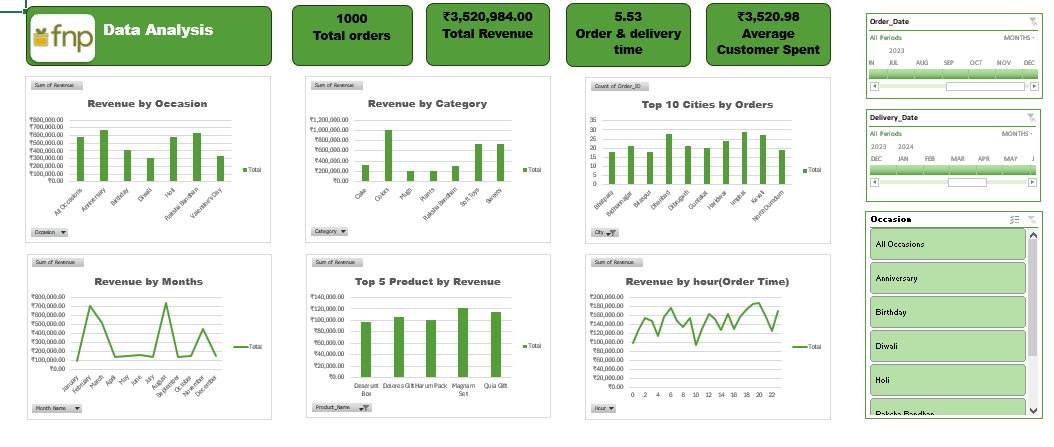 fnp
Data Analysis
1000
Total orders
₹3,520,984.00
Total Revenue
5.53
Order & delivery
time
₹3,520.98
Average
Customer Spent
Order_Date
All Periods
MONTHS
2023
JUL AUG SEP OCT NOV DEC
Delivery_Date
All Periods
MONTHS
2023 2024
DEC JAN FEB MAR APR MAY J
Occasion
All Occasions
Anniversary
Birthday
Diwali
Holi
Raksha Bandhan
Sum of Revenue
Revenue by Occasion
₹800,000.00
₹700,000.00
₹600,000.00
₹500,000.00
₹400,000.00
₹300,000.00
₹200,000.00
₹100,000.00
₹0.00
All Occasions
Anniversary
Birthday
Diwali
Holi
Raksha Bandhan
Valentine's Day
Total
Occasion
Sum of Revenue
Revenue by Category
₹1,200,000.00
₹1,000,000.00
₹800,000.00
₹600,000.00
₹400,000.00
₹200,000.00
₹0.00
Cake
Colors
Mugs
Plants
Raksha Bandhan
Soft Toys
Sweets
Total
Category
Count of Order_ID
Top 10 Cities by Orders
35
30
25
20
15
10
5
0
Bhatpara
Bidhannagar
Bilaspur
Dhanbad
Dibrugarh
Guntakal
Haridwar
Imphal
Kavali
North Dumdum
Total
City
Sum of Revenue
Revenue by Months
₹800,000.00
₹700,000.00
₹600,000.00
₹500,000.00
₹400,000.00
₹300,000.00
₹200,000.00
₹100,000.00
₹0.00
January
February
March
April
May
June
July
August
September
October
November
December
Total
Month Name
Sum of Revenue
Top 5 Product by Revenue
₹140,000.00
₹120,000.00
₹100,000.00
₹80,000.00
₹60,000.00
₹40,000.00
₹20,000.00
₹0.00
Deserunt Box
Dolores Gift
Harum Pack
Magnam Set
Quia Gift
Total
Product_Name
Sum of Revenue
Revenue by hour(Order Time)
₹200,000.00
₹180,000.00
₹160,000.00
₹140,000.00
₹120,000.00
₹100,000.00
₹80,000.00
₹60,000.00
₹40,000.00
₹20,000.00
₹0.00
0 2 4 6 8 10 12 14 16 18 20 22
Total
Hour